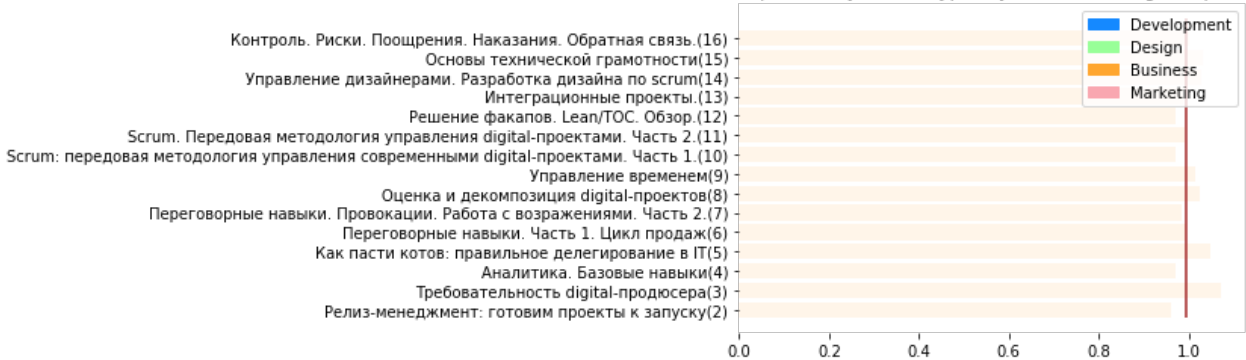 Development
Design
Business
Marketing
Контроль. Риски. Поощрения. Наказания. Обратная связь.(16)
Основы технической грамотности(15)
Управление дизайнерами. Разработка дизайна по scrum(14)
Интеграционные проекты.(13)
Решение факапов. Lean/TOC. Обзор.(12)
Scrum. Передовая методология управления digital-проектами. Часть 2.(11)
Scrum: передовая методология управления современными digital-проектами. Часть 1.(10)
Управление временем(9)
Оценка и декомпозиция digital-проектов(8)
Переговорные навыки. Провокации. Работа с возражениями. Часть 2.(7)
Переговорные навыки. Часть 1. Цикл продаж(6)
Как пасти котов: правильное делегирование в IT(5)
Аналитика. Базовые навыки(4)
Требовательность digital-продюсера(3)
Релиз-менеджмент: готовим проекты к запуску(2)
0.0 0.2 0.4 0.6 0.8 1.0